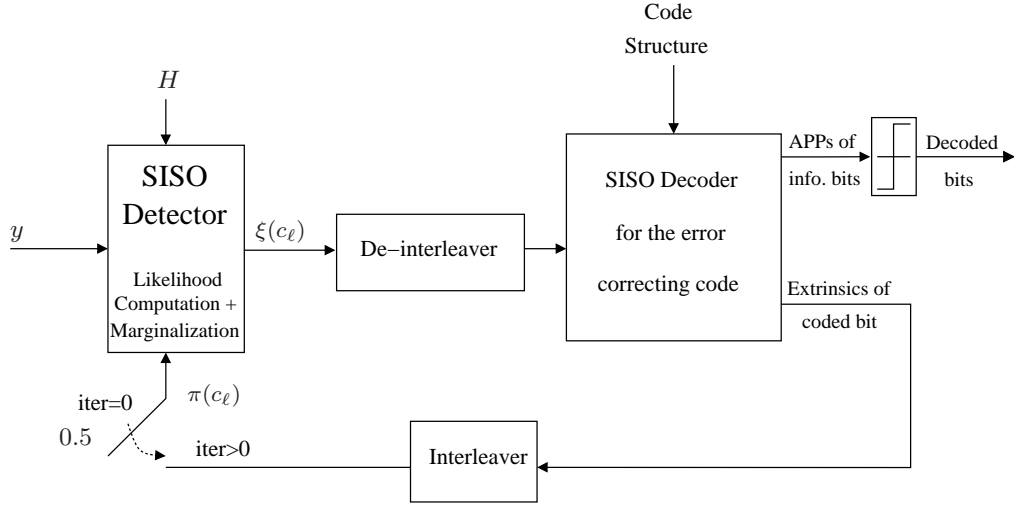 Code
Structure
H
SISO
Detector
Likelihood
Computation +
Marginalization
y
ξ(c_ℓ)
De−interleaver
SISO Decoder
for the error
correcting code
APPs of
info. bits
Decoded
bits
Extrinsics of
coded bit
π(c_ℓ)
iter=0
0.5
iter>0
Interleaver